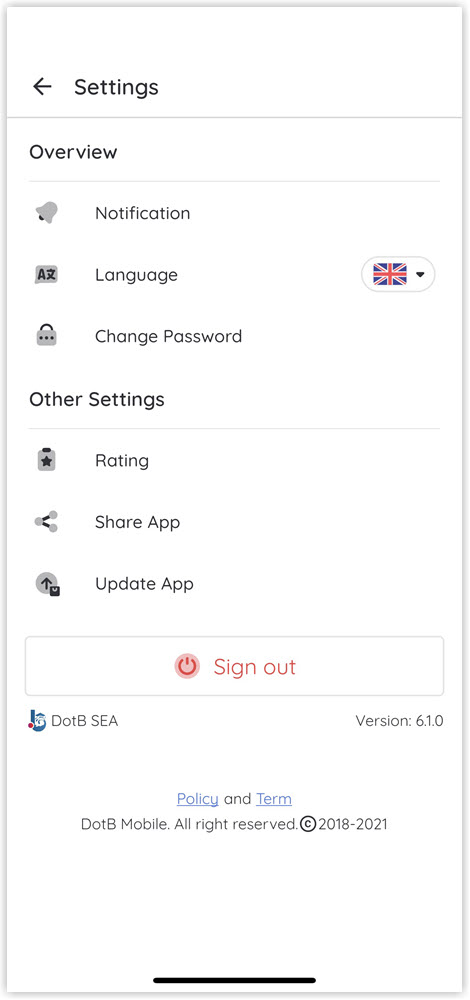 Settings
Overview
Notification
Language
Change Password
Other Settings
Rating
Share App
Update App
Sign out
DotB SEA Version: 6.1.0
Policy and Term
DotB Mobile. All right reserved.©2018-2021